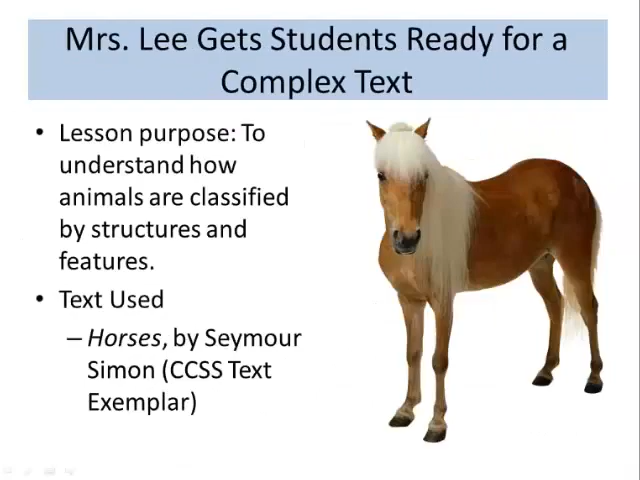 Mrs. Lee Gets Students Ready for a
Complex Text
• Lesson purpose: To
understand how
animals are classified
by structures and
features.
• Text Used
– Horses, by Seymour
Simon (CCSS Text
Exemplar)